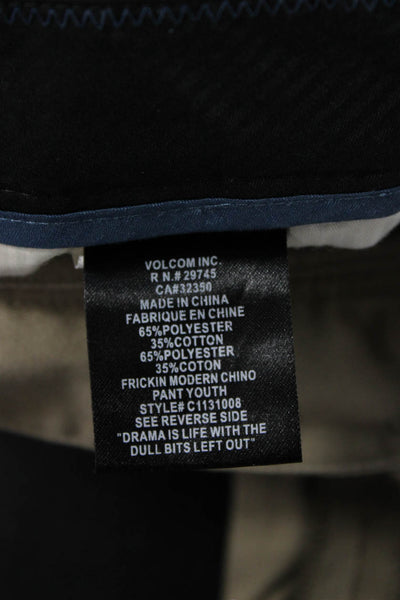 VOLCOM INC.
R N.# 29745
CA#32350
MADE IN CHINA
FABRIQUE EN CHINE
65%POLYESTER
35%COTTON
65%POLYESTER
35%COTON
FRICKIN MODERN CHINO
PANT YOUTH
STYLE# C1131008
SEE REVERSE SIDE
"DRAMA IS LIFE WITH THE
DULL BITS LEFT OUT"